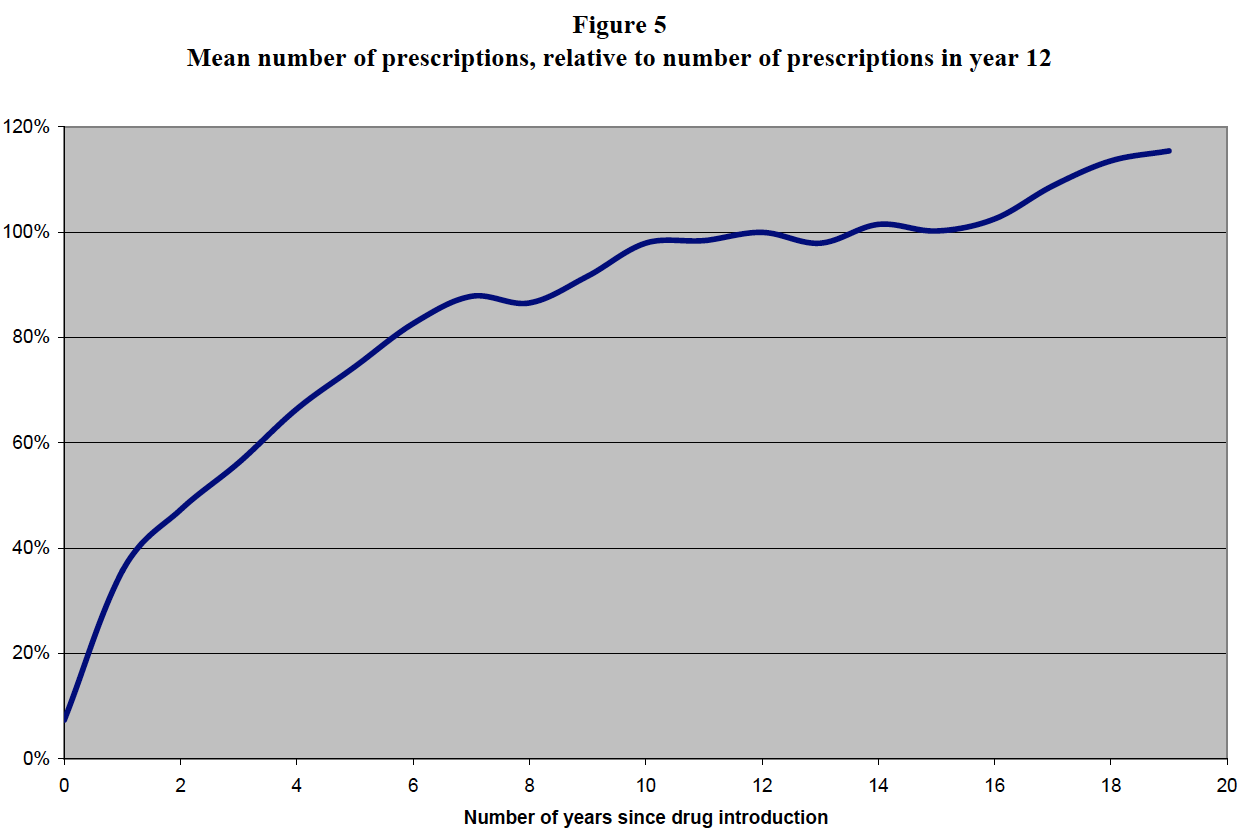 Figure 5
Mean number of prescriptions, relative to number of prescriptions in year 12
120%
100%
80%
60%
40%
20%
0%
0 2 4 6 8 10 12 14 16 18 20
Number of years since drug introduction